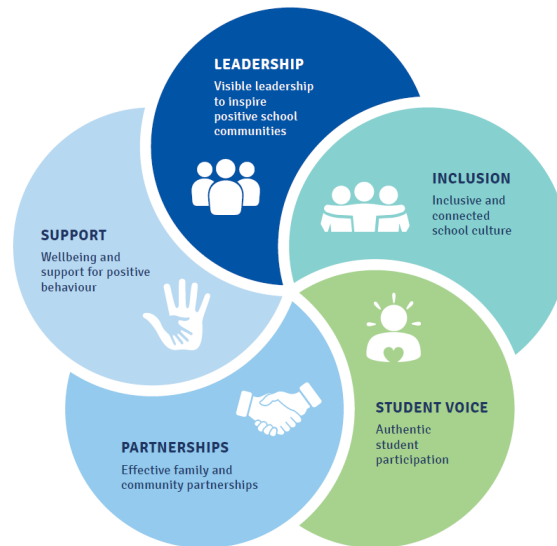 LEADERSHIP
Visible leadership
to inspire
positive school
communities
INCLUSION
Inclusive and
connected
school culture
STUDENT VOICE
Authentic
student
participation
PARTNERSHIPS
Effective family and
community partnerships
SUPPORT
Wellbeing and
support for positive
behaviour